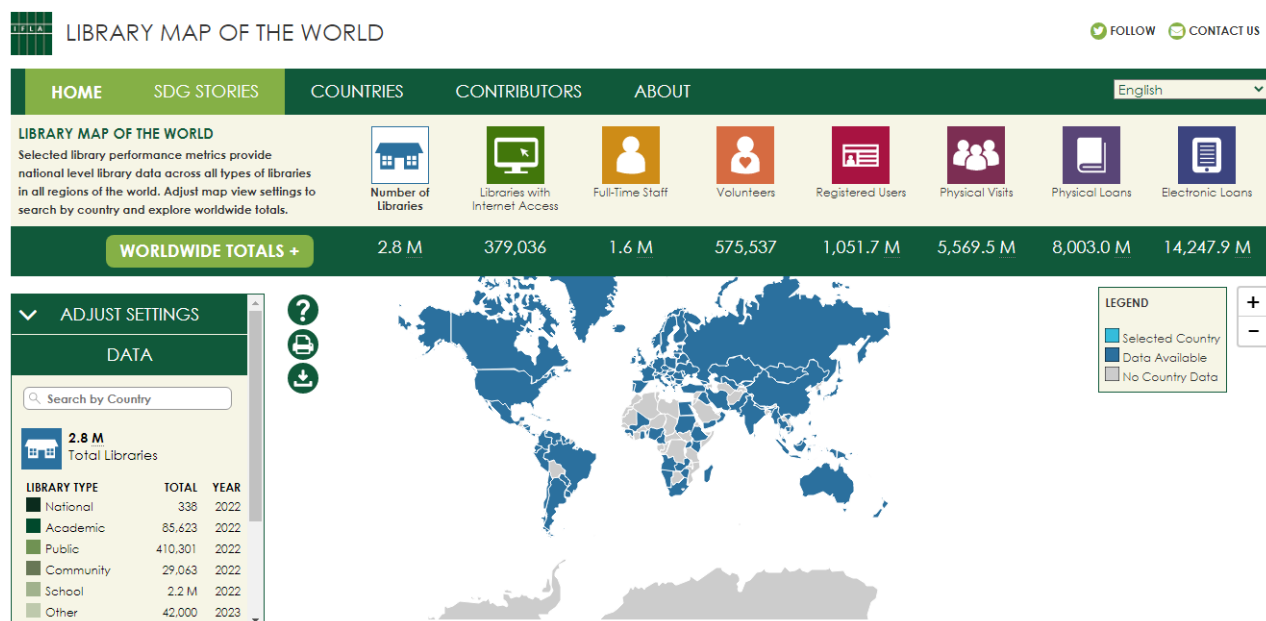 IFLA
LIBRARY MAP OF THE WORLD
FOLLOW
CONTACT US
HOME
SDG STORIES
COUNTRIES
CONTRIBUTORS
ABOUT
English
LIBRARY MAP OF THE WORLD
Selected library performance metrics provide
national level library data across all types of libraries
in all regions of the world. Adjust map view settings to
search by country and explore worldwide totals.
Number of
Libraries
Libraries with
Internet Access
Full-Time Staff
Volunteers
Registered Users
Physical Visits
Physical Loans
Electronic Loans
WORLDWIDE TOTALS +
2.8 M
379,036
1.6 M
575,537
1,051.7 M
5,569.5 M
8,003.0 M
14,247.9 M
ADJUST SETTINGS
DATA
Search by Country
2.8 M
Total Libraries
LIBRARY TYPE TOTAL YEAR
National 338 2022
Academic 85,623 2022
Public 410,301 2022
Community 29,063 2022
School 2.2 M 2022
Other 42,000 2023
?
LEGEND
Selected Country
Data Available
No Country Data
+
−